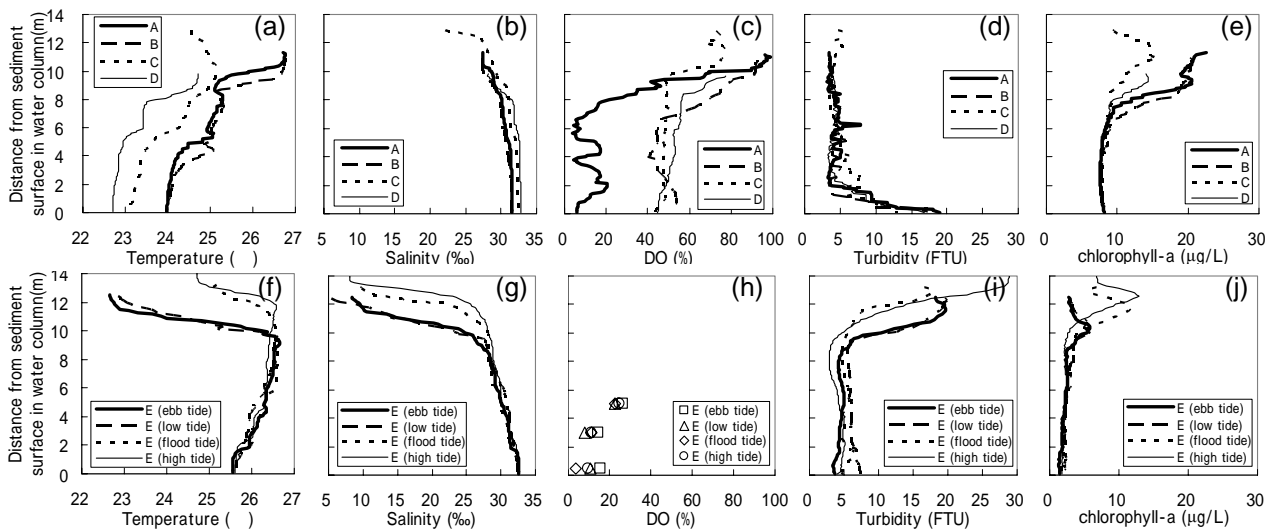 Distance from sediment
surface in water column(m)
14
12
10
8
6
4
2
0
(a)
A
B
C
D
22 23 24 25 26 27
Temperature ( )
(b)
A
B
C
D
5 15 25 35
Salinity (‰)
(c)
A
B
C
D
0 20 40 60 80 100
DO (%)
(d)
A
B
C
D
0 10 20 30
Turbidity (FTU)
(e)
A
B
C
D
0 10 20 30
chlorophyll-a (μg/L)
Distance from sediment
surface in water column(m)
14
12
10
8
6
4
2
0
(f)
E (ebb tide)
E (low tide)
E (flood tide)
E (high tide)
22 23 24 25 26 27
Temperature ( )
(g)
E (ebb tide)
E (low tide)
E (flood tide)
E (high tide)
5 10 15 20 25 30 35
Salinity (‰)
(h)
E (ebb tide)
E (low tide)
E (flood tide)
E (high tide)
0 20 40 60 80 100
DO (%)
(i)
E (ebb tide)
E (low tide)
E (flood tide)
E (high tide)
0 5 10 15 20 25 30
Turbidity (FTU)
(j)
E (ebb tide)
E (low tide)
E (flood tide)
E (high tide)
0 10 20 30
chlorophyll-a (μg/L)